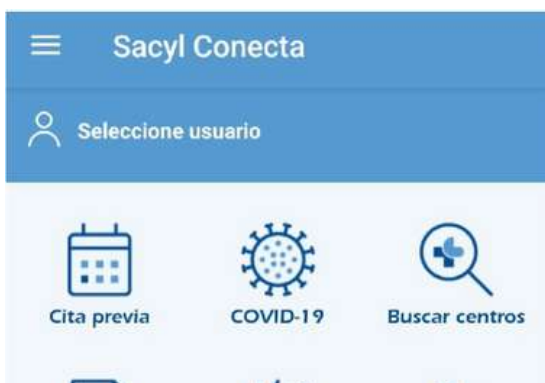 Sacyl Conecta
Seleccione usuario
Cita previa
COVID-19
Buscar centros